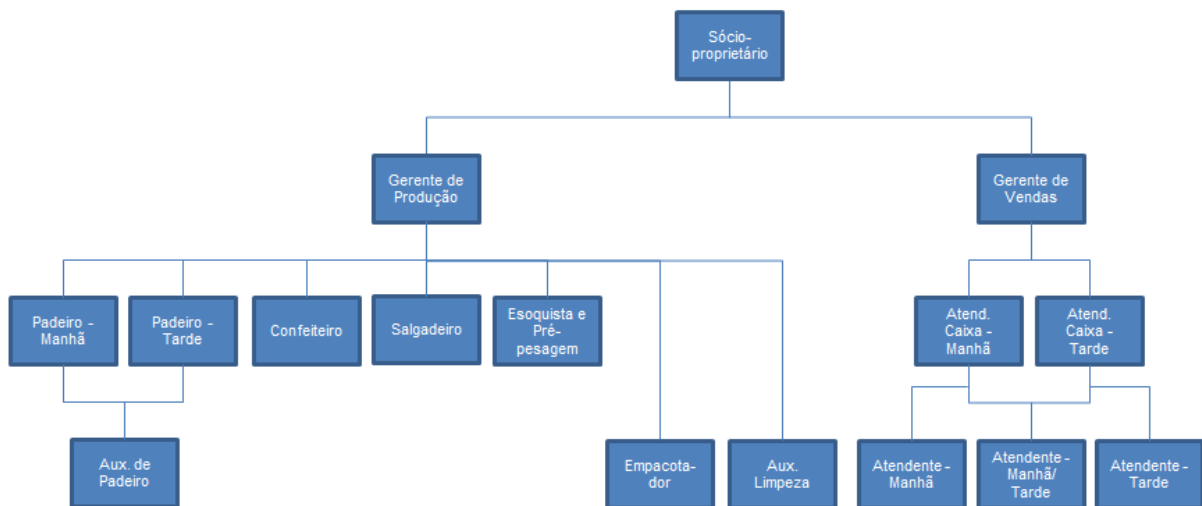 Sócio-
proprietário
Gerente de
Produção
Gerente de
Vendas
Padeiro -
Manhã
Padeiro -
Tarde
Confeiteiro
Salgadeiro
Esoquista e
Pré-
pesagem
Atend.
Caixa -
Manhã
Atend.
Caixa -
Tarde
Aux. de
Padeiro
Empacota-
dor
Aux.
Limpeza
Atendente -
Manhã
Atendente -
Manhã/
Tarde
Atendente -
Tarde